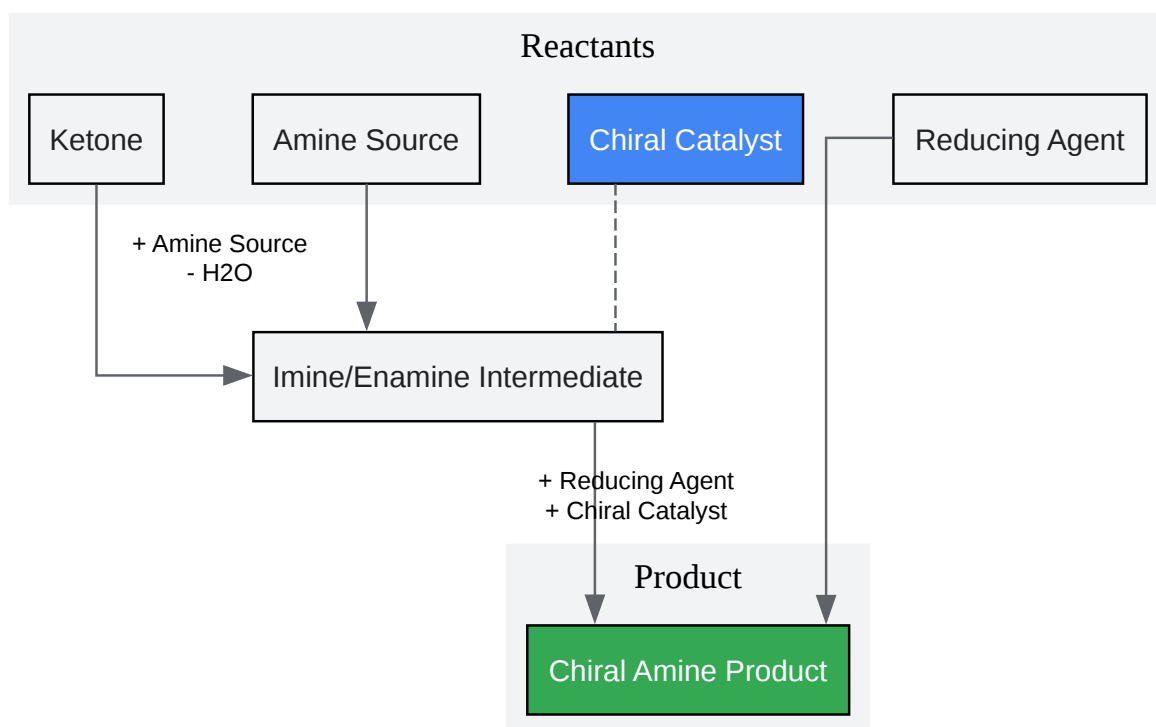 Reactants
Ketone
Amine Source
Chiral Catalyst
Reducing Agent
+ Amine Source
- H2O
Imine/Enamine Intermediate
+ Reducing Agent
+ Chiral Catalyst
Product
Chiral Amine Product